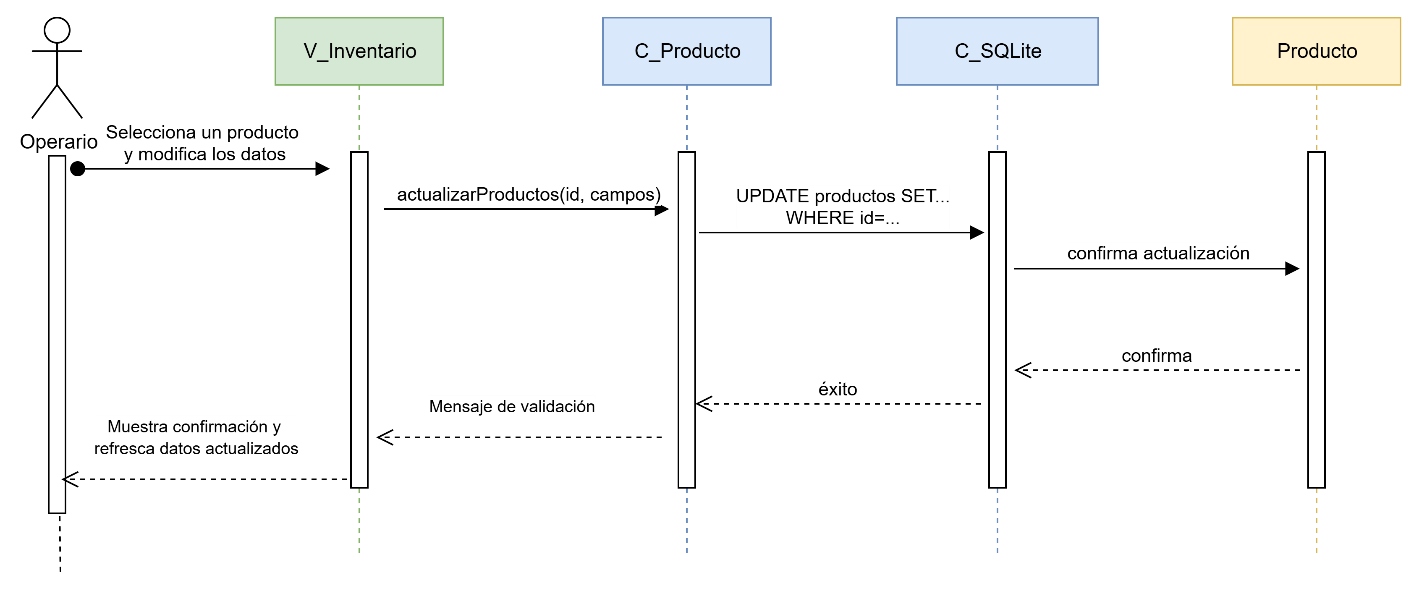 V_Inventario
C_Producto
C_SQLite
Producto
Operario
Selecciona un producto
y modifica los datos
actualizarProductos(id, campos)
UPDATE productos SET...
WHERE id=...
confirma actualización
confirma
éxito
Mensaje de validación
Muestra confirmación y
refresca datos actualizados